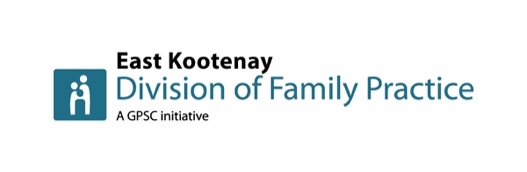 East Kootenay
Division of Family Practice
A GPSC initiative